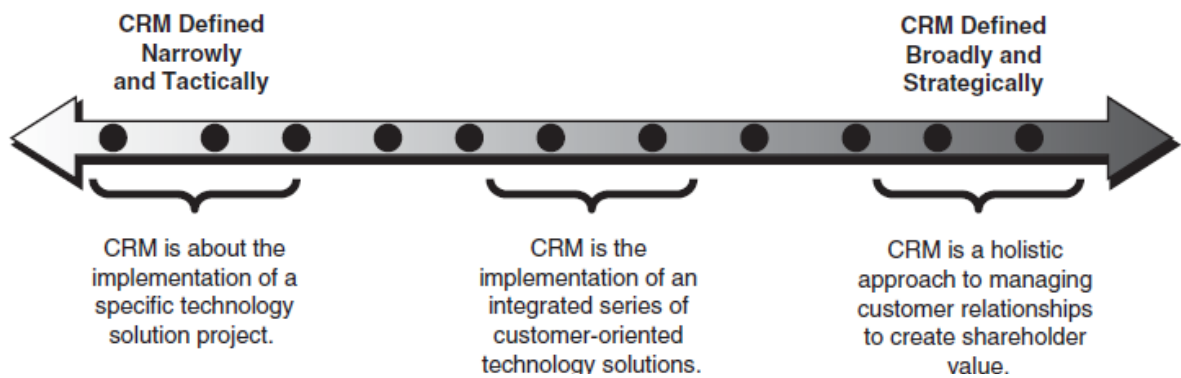 CRM Defined
Narrowly
and Tactically
CRM Defined
Broadly and
Strategically
CRM is about the
implementation of a
specific technology
solution project.
CRM is the
implementation of an
integrated series of
customer-oriented
technology solutions.
CRM is a holistic
approach to managing
customer relationships
to create shareholder
value.